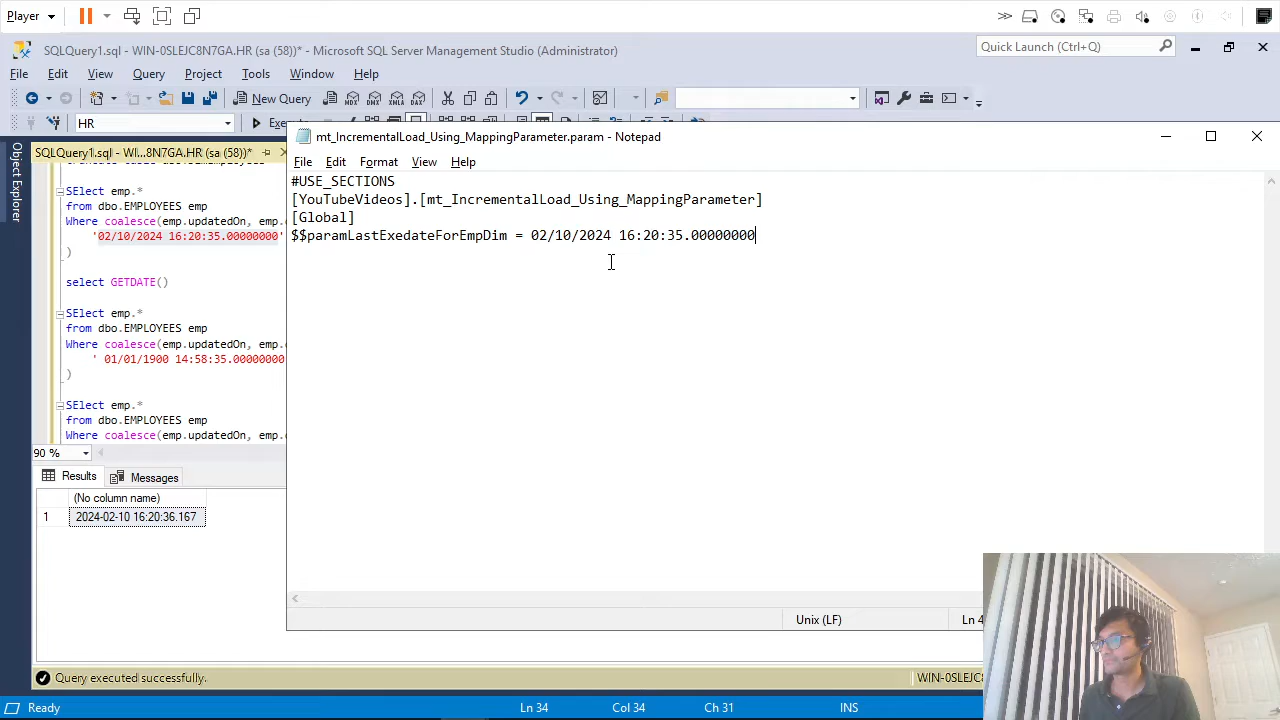 Player
SQLQuery1.sql - WIN-0SLEJC8N7GA.HR (sa (58))* - Microsoft SQL Server Management Studio (Administrator)
Quick Launch (Ctrl+Q)
File Edit View Query Project Tools Window Help
New Query
MDX DMX XMLA DAX
HR
Object Explorer
SQLQuery1.sql - WI...8N7GA.HR (sa (58))*
SElect emp.*
from dbo.EMPLOYEES emp
Where coalesce(emp.updatedOn, emp.
'02/10/2024 16:20:35.00000000'
)
select GETDATE()
SElect emp.*
from dbo.EMPLOYEES emp
Where coalesce(emp.updatedOn, emp.
' 01/01/1900 14:58:35.00000000
)
SElect emp.*
from dbo.EMPLOYEES emp
Where coalesce(emp.updatedOn, emp.
90 %
Results Messages
(No column name)
1 2024-02-10 16:20:36.167
mt_IncrementalLoad_Using_MappingParameter.param - Notepad
File Edit Format View Help
#USE_SECTIONS
[YouTubeVideos].[mt_IncrementalLoad_Using_MappingParameter]
[Global]
$$paramLastExedateForEmpDim = 02/10/2024 16:20:35.00000000
Unix (LF)
Query executed successfully.
Ready
Ln 34 Col 34 Ch 31 INS